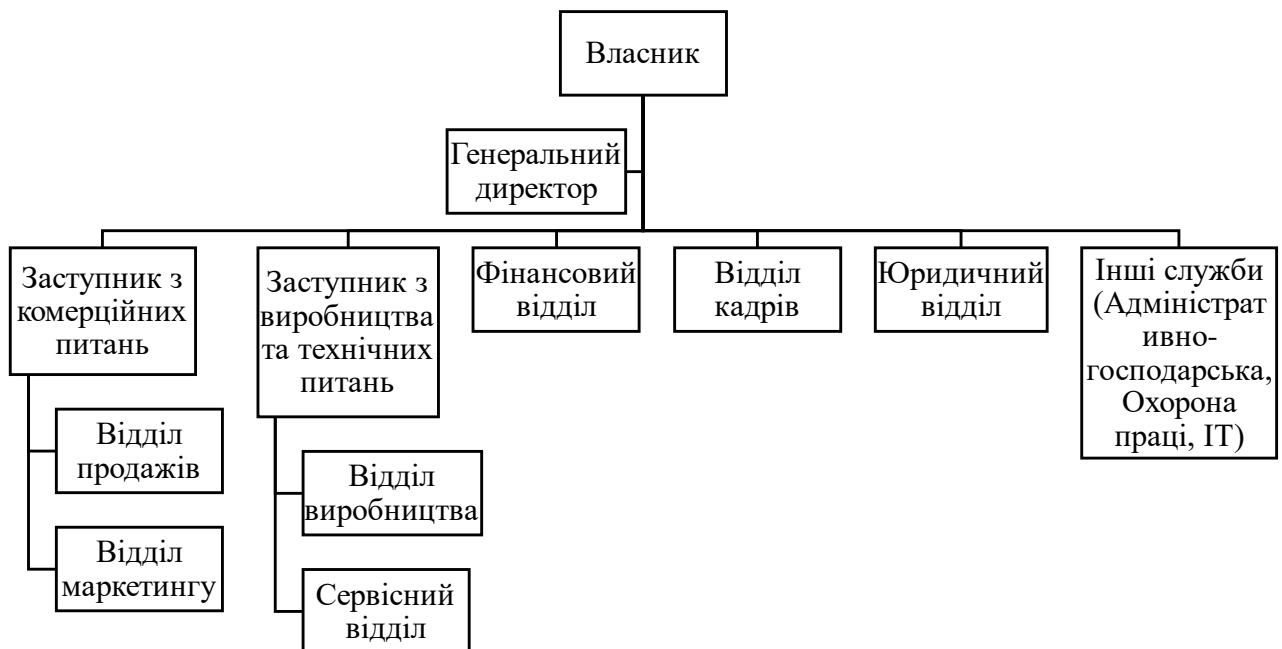 Власник
Генеральний
директор
Заступник з
комерційних
питань
Заступник з
виробництва
та технічних
питань
Фінансовий
відділ
Відділ
кадрів
Юридичний
відділ
Інші служби
(Адміністрат
ивно-
господарська,
Охорона
праці, ІТ)
Відділ
продажів
Відділ
маркетингу
Відділ
виробництва
Сервісний
відділ